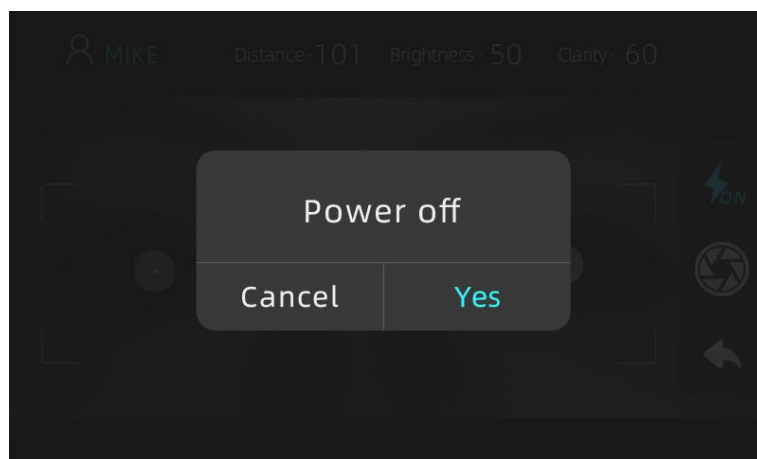 MIKE Distance · 101 Brightness · 50 Clarity · 60
Power off
ON
Cancel Yes